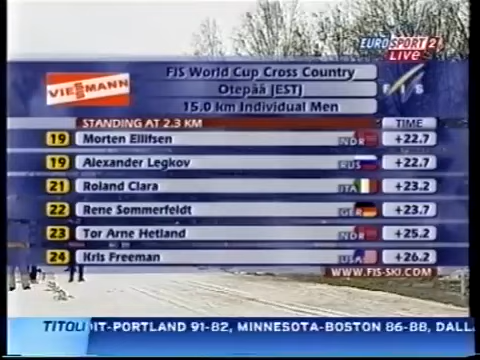 EUROSPORT 2
LIVE
VIESMANN
FIS World Cup Cross Country
Otepää [EST]
15.0 km Individual Men
FIS
STANDING AT 2.3 KM TIME
19 Morten Eilifsen NOR +22.7
19 Alexander Legkov RUS +22.7
21 Roland Clara ITA +23.2
22 Rene Sommerfeldt GER +23.7
23 Tor Arne Hetland NOR +25.2
24 Kris Freeman USA +26.2
WWW.FIS-SKI.COM
TITOLI IT-PORTLAND 91-82, MINNESOTA-BOSTON 86-88, DALL